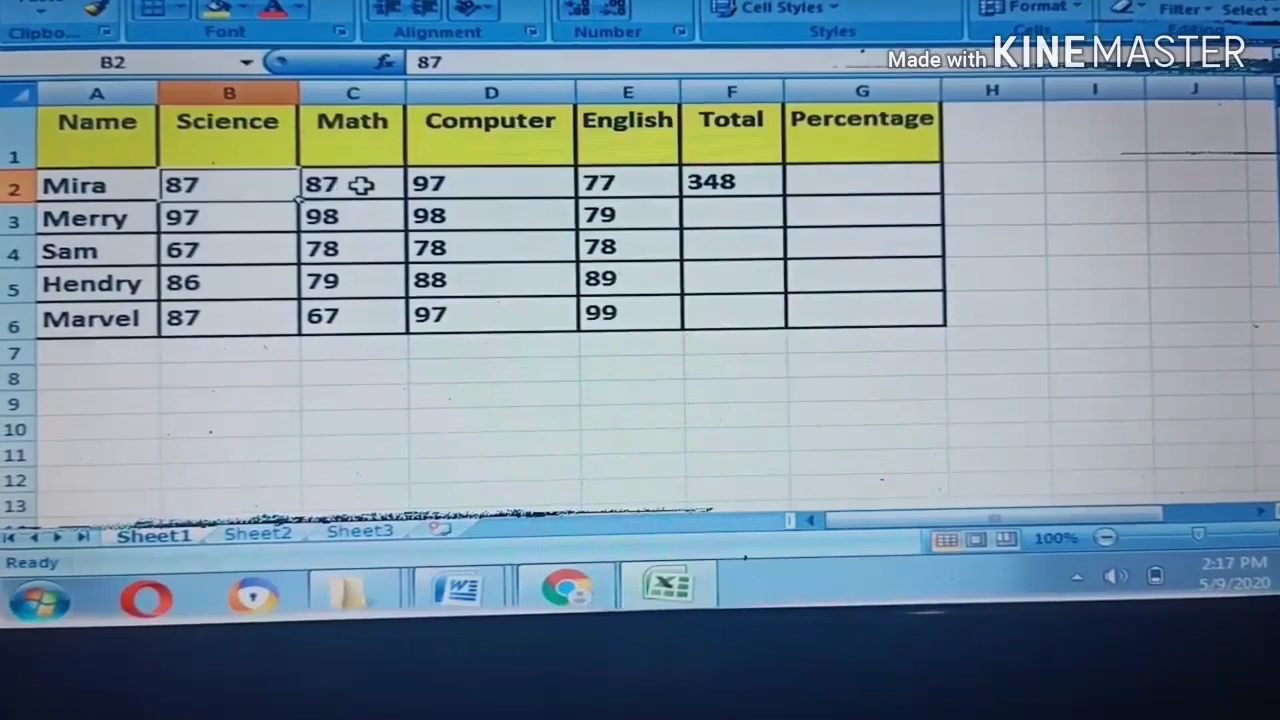 Cell Styles
Format
Filter Select
Clipbo...
Font
Alignment
Number
Styles
Cells
Editing
Made with KINEMASTER
B2 fx 87
A B C D E F G H I J
1 Name Science Math Computer English Total Percentage
2 Mira 87 87 97 77 348
3 Merry 97 98 98 79
4 Sam 67 78 78 78
5 Hendry 86 79 88 89
6 Marvel 87 67 97 99
7
8
9
10
11
12
13
Sheet1 Sheet2 Sheet3
100%
Ready
2:17 PM
5/9/2020